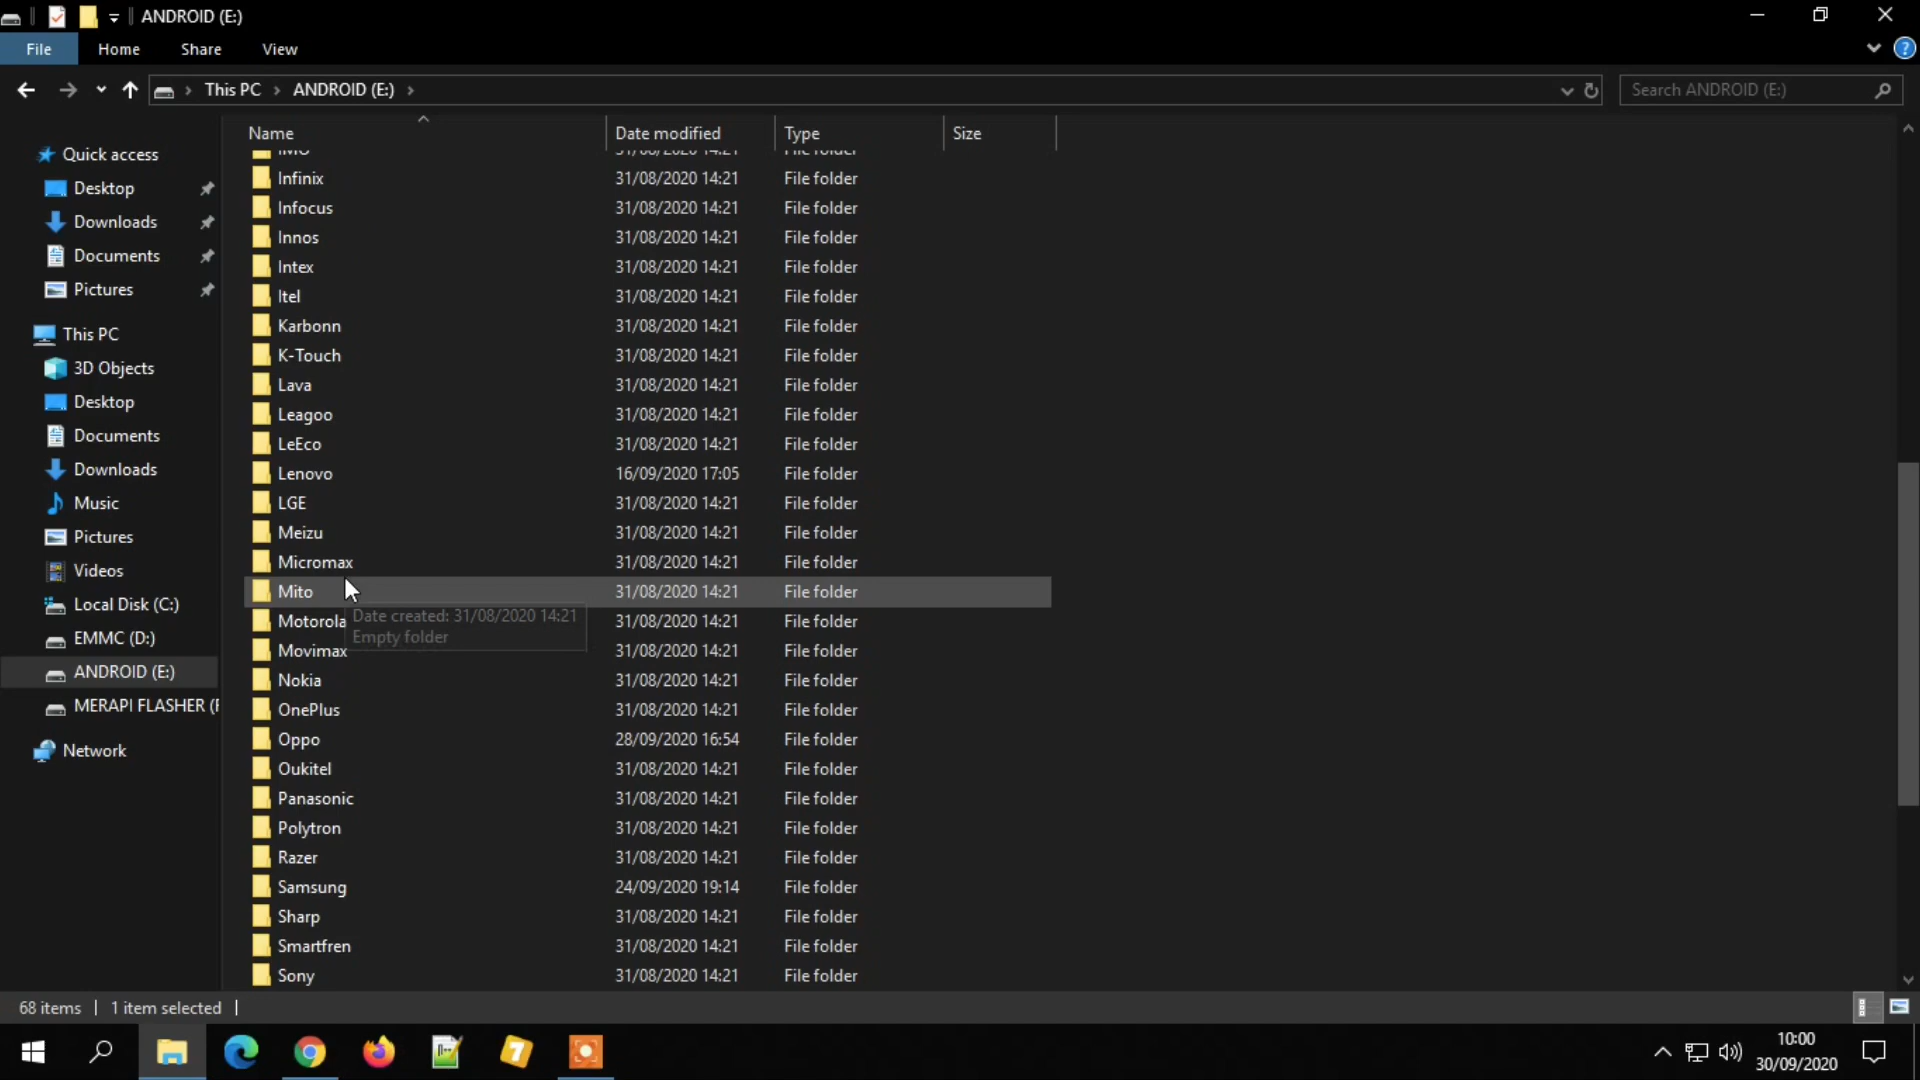 ANDROID (E:)
File Home Share View
This PC ANDROID (E:) Search ANDROID (E:)
Name Date modified Type Size
Quick access
Desktop
Downloads
Documents
Pictures
This PC
3D Objects
Desktop
Documents
Downloads
Music
Pictures
Videos
Local Disk (C:)
EMMC (D:)
ANDROID (E:)
MERAPI FLASHER (F
Network
Infinix 31/08/2020 14:21 File folder
Infocus 31/08/2020 14:21 File folder
Innos 31/08/2020 14:21 File folder
Intex 31/08/2020 14:21 File folder
Itel 31/08/2020 14:21 File folder
Karbonn 31/08/2020 14:21 File folder
K-Touch 31/08/2020 14:21 File folder
Lava 31/08/2020 14:21 File folder
Leagoo 31/08/2020 14:21 File folder
LeEco 31/08/2020 14:21 File folder
Lenovo 16/09/2020 17:05 File folder
LGE 31/08/2020 14:21 File folder
Meizu 31/08/2020 14:21 File folder
Micromax 31/08/2020 14:21 File folder
Mito 31/08/2020 14:21 File folder
Motorola 31/08/2020 14:21 File folder
Date created: 31/08/2020 14:21
Empty folder
Movimax 31/08/2020 14:21 File folder
Nokia 31/08/2020 14:21 File folder
OnePlus 31/08/2020 14:21 File folder
Oppo 28/09/2020 16:54 File folder
Oukitel 31/08/2020 14:21 File folder
Panasonic 31/08/2020 14:21 File folder
Polytron 31/08/2020 14:21 File folder
Razer 31/08/2020 14:21 File folder
Samsung 24/09/2020 19:14 File folder
Sharp 31/08/2020 14:21 File folder
Smartfren 31/08/2020 14:21 File folder
Sony 31/08/2020 14:21 File folder
68 items 1 item selected
10:00
30/09/2020